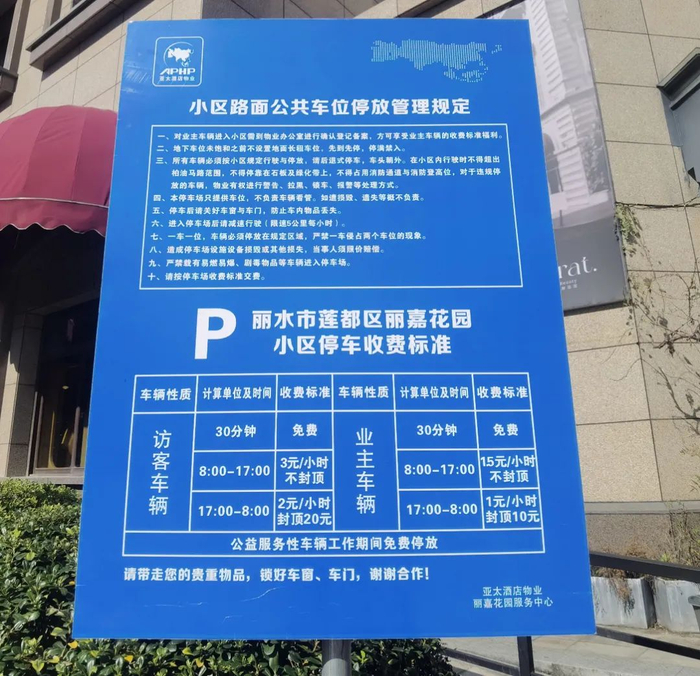 APHP
亚太酒店物业
小区路面公共车位停放管理规定
一、对业主车辆进入小区需到物业办公室进行确认登记备案，方可享受业主车辆的收费标准福利。
二、地下车位未饱和之前不设置地面长租车位，先到先停，停满禁入。
三、所有车辆必须按小区规定行驶与停放，请后退式停车，车头朝外。在小区内行驶时不得超出
柏油马路范围，不得停靠在石板及绿化带上，不得占用消防通道与消防登高位，对于违规停
放的车辆，物业有权进行警告、拉黑、锁车、报警等处理方式。
四、本停车场只提供车位，不负责车辆看管。如遗损毁、遗失等概不负责。
五、停车后请关好车窗与车门，防止车内物品丢失。
六、进入停车场后请减速行驶（限速5公里每小时）。
七、一车一位，车辆必须停放在规定区域，严禁一车侵占两个车位的现象。
八、造成停车场设施设备损毁或其他损失，当事人须照价赔偿。
九、严禁载有易燃易爆、剧毒物品等车辆进入停车场。
十、请按停车场收费标准交费。
P 丽水市莲都区丽嘉花园
小区停车收费标准
车辆性质 计算单位及时间 收费标准 车辆性质 计算单位及时间 收费标准
访客车辆 30分钟 免费 业主车辆 30分钟 免费
8:00-17:00 3元/小时 不封顶 8:00-17:00 1.5元/小时 不封顶
17:00-8:00 2元/小时 封顶20元 17:00-8:00 1元/小时 封顶10元
公益服务性车辆工作期间免费停放
请带走您的贵重物品，锁好车窗、车门，谢谢合作！
亚太酒店物业
丽嘉花园服务中心
rat.